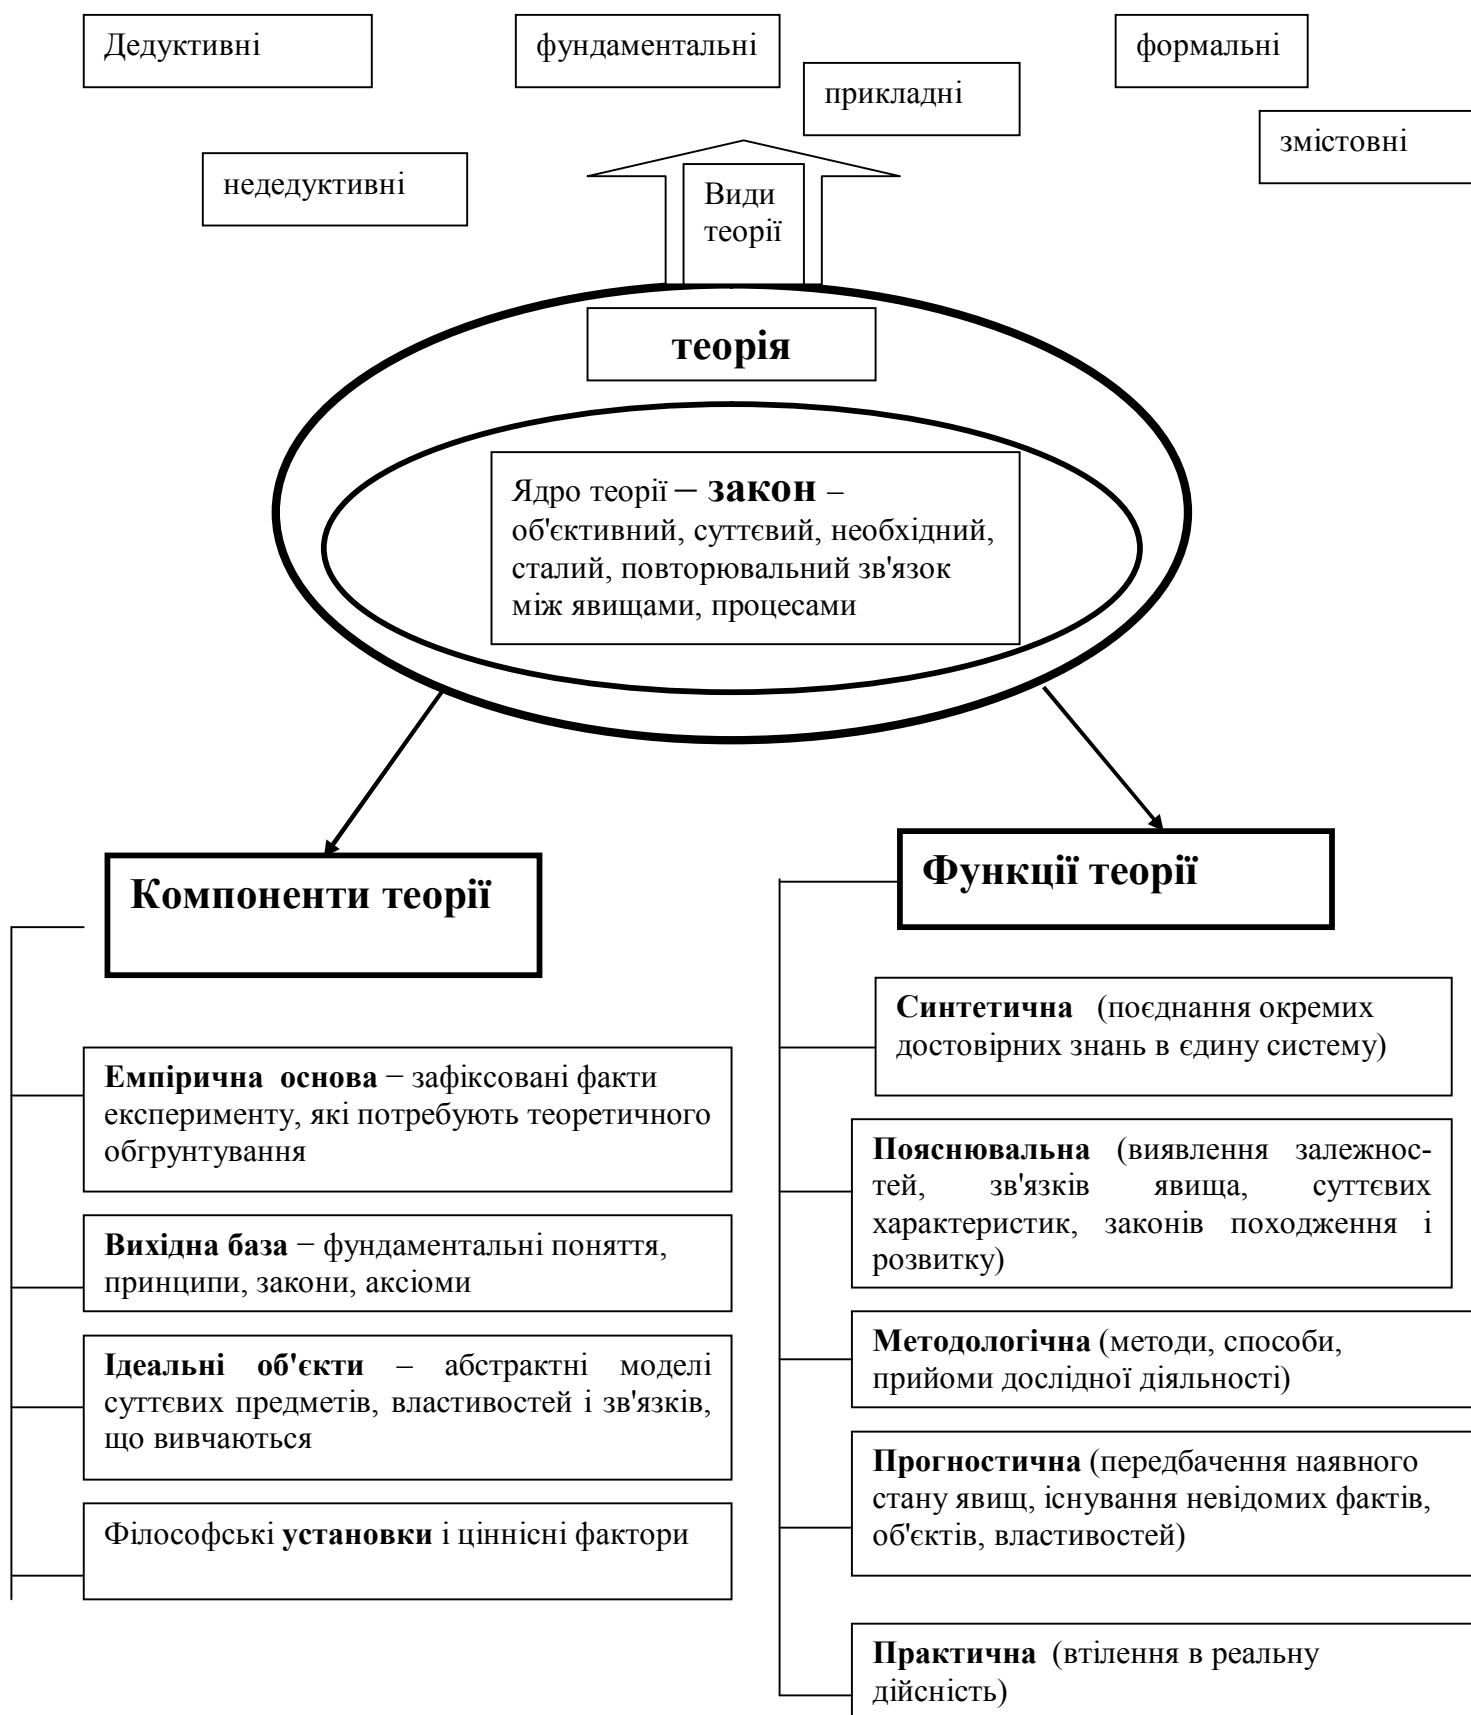 Дедуктивні
фундаментальні
формальні
прикладні
змістовні
недедуктивні
Види
теорії
теорія
Ядро теорії – закон –
об'єктивний, суттєвий, необхідний,
сталий, повторювальний зв'язок
між явищами, процесами
Компоненти теорії
Емпірична основа − зафіксовані факти
експерименту, які потребують теоретичного
обгрунтування
Вихідна база − фундаментальні поняття,
принципи, закони, аксіоми
Ідеальні об'єкти – абстрактні моделі
суттєвих предметів, властивостей і зв'язків,
що вивчаються
Філософські установки і ціннісні фактори
Функції теорії
Синтетична (поєднання окремих
достовірних знань в єдину систему)
Пояснювальна (виявлення залежнос-
тей, зв'язків явища, суттєвих
характеристик, законів походження і
розвитку)
Методологічна (методи, способи,
прийоми дослідної діяльності)
Прогностична (передбачення наявного
стану явищ, існування невідомих фактів,
об'єктів, властивостей)
Практична (втілення в реальну
дійсність)